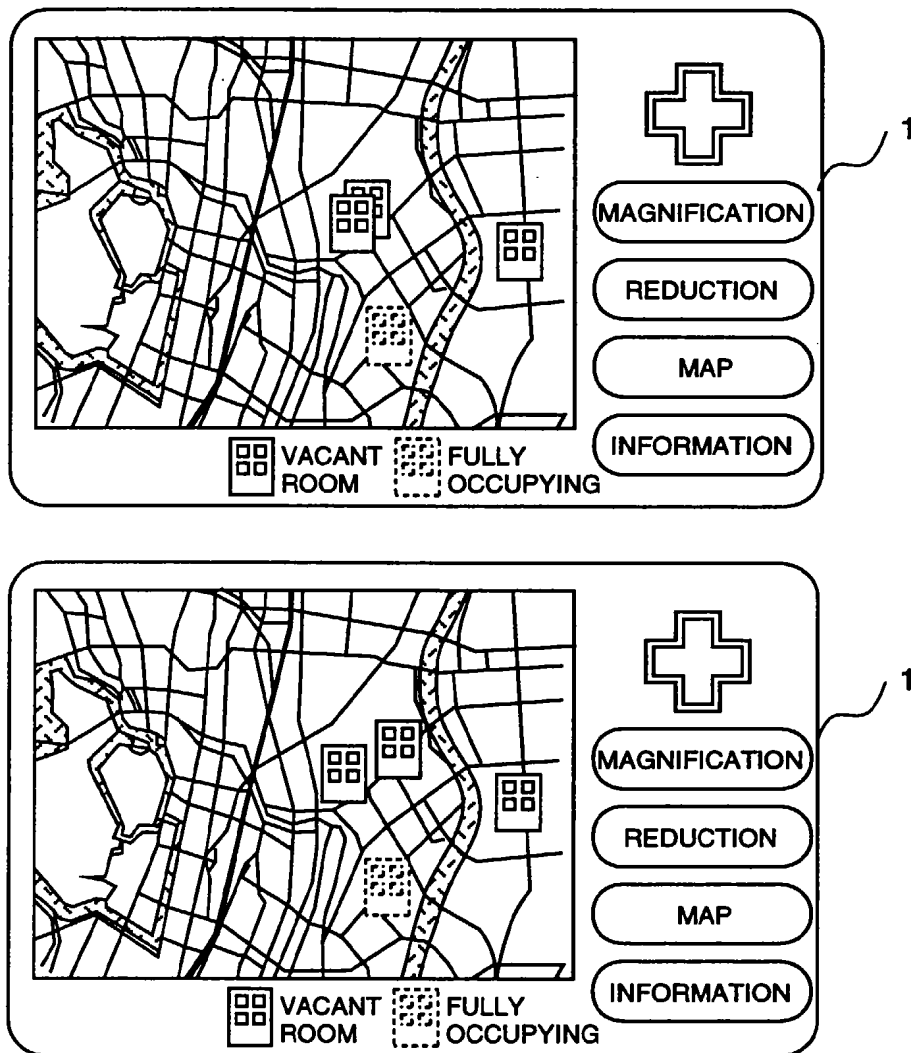 1
MAGNIFICATION
REDUCTION
MAP
INFORMATION
VACANT
ROOM
FULLY
OCCUPYING
1
MAGNIFICATION
REDUCTION
MAP
INFORMATION
VACANT
ROOM
FULLY
OCCUPYING